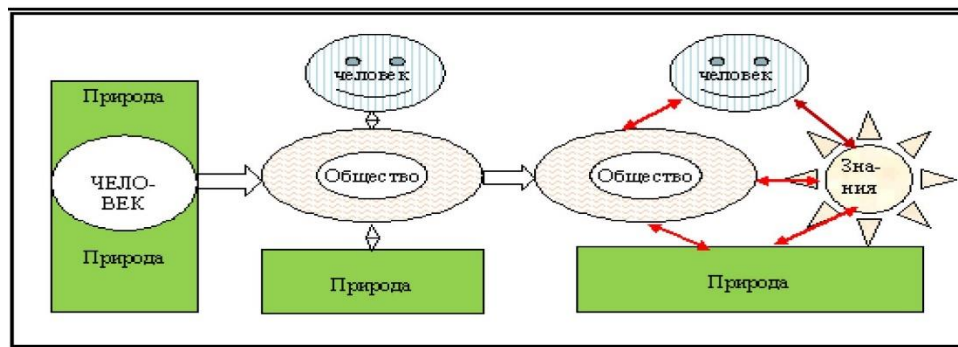 Природа
ЧЕЛО-
ВЕК
Природа
человек
Общество
Природа
человек
Общество
Зна-
ния
Природа